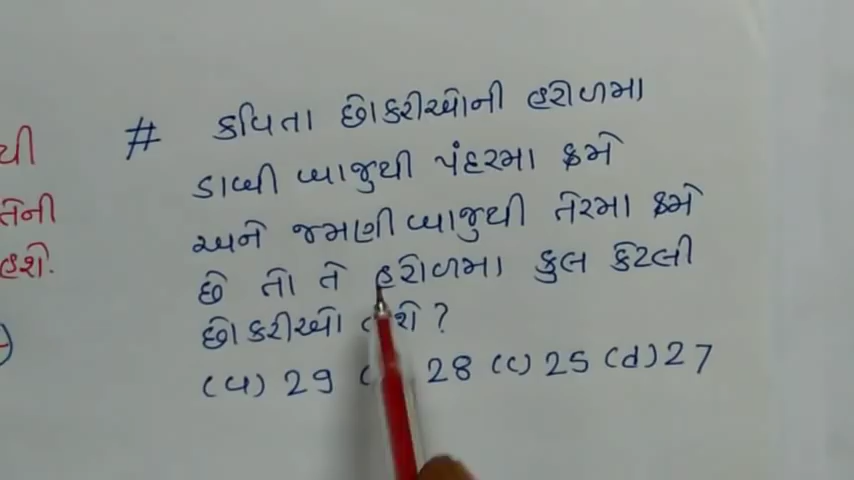 # કવિતા છોકરીઓની હરોળમા
ડાબી બાજુથી પંદરમા ક્રમે
અને જમણી બાજુથી તેરમા ક્રમે
છે તો તે હરોળમા કુલ કેટલી
છોકરીઓ ?
(a) 29 28 (c) 25 (d) 27
તેની
હશે.